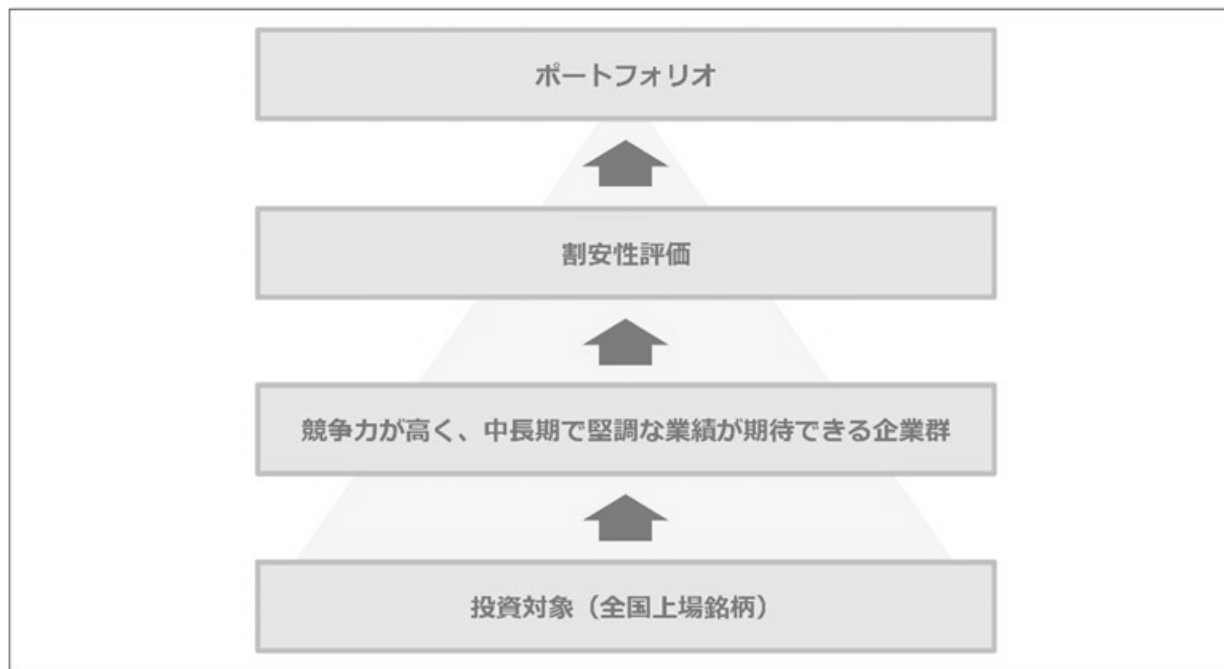 ポートフォリオ
割安性評価
競争力が高く、中長期で堅調な業績が期待できる企業群
投資対象（全国上場銘柄）